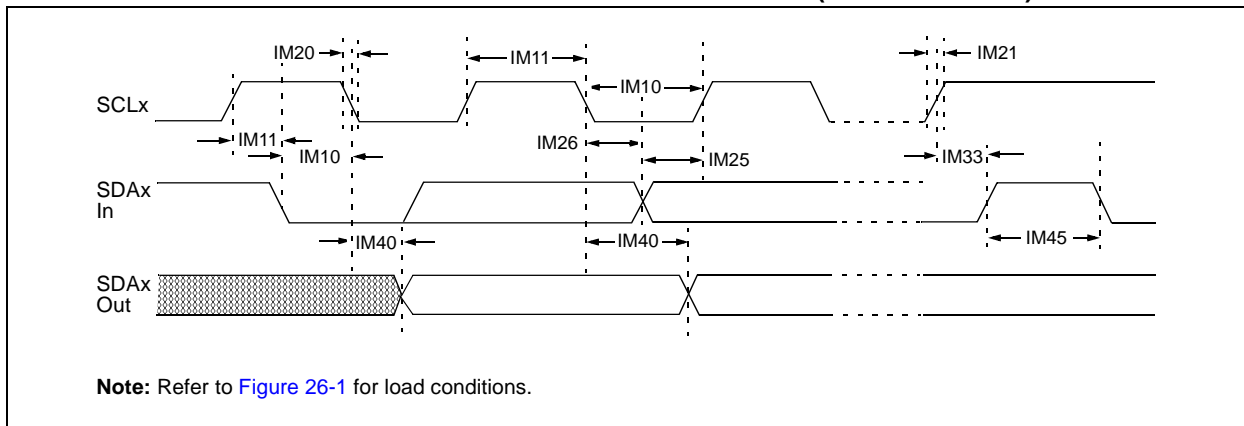 IM20
IM11
IM21
IM10
SCLx
IM11
IM26
IM10
IM25
IM33
SDAx
In
IM40
IM40
IM45
SDAx
Out
Note: Refer to Figure 26-1 for load conditions.